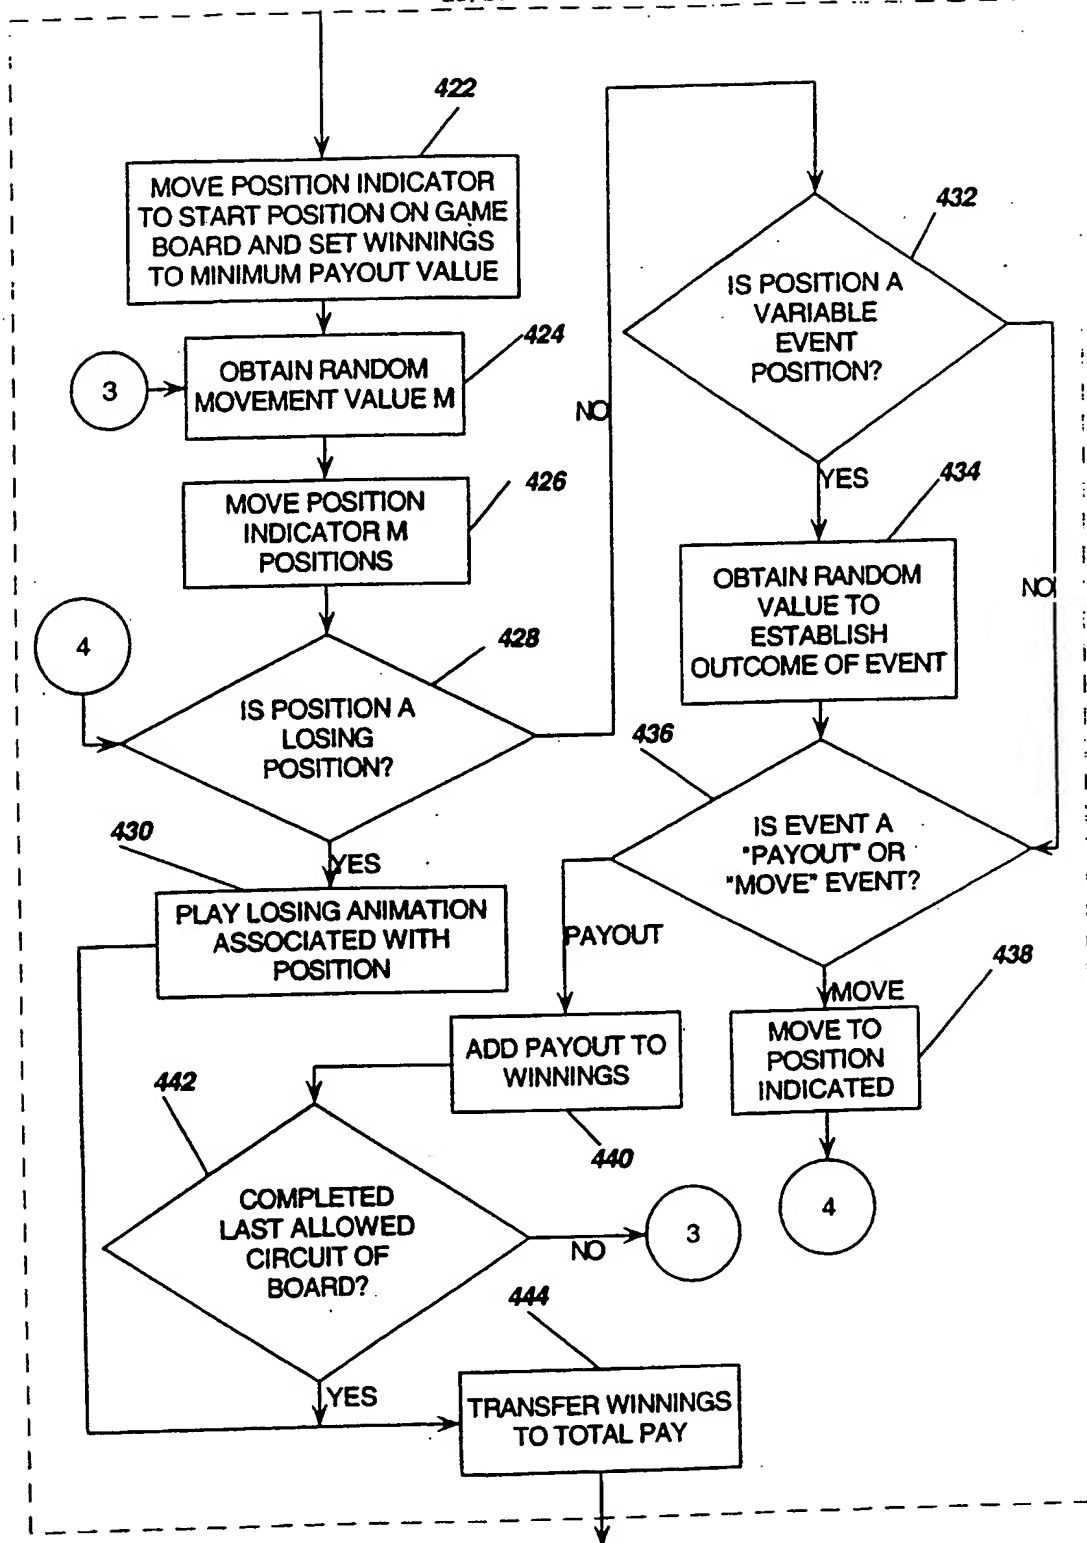 422
MOVE POSITION INDICATOR
TO START POSITION ON GAME
BOARD AND SET WINNINGS
TO MINIMUM PAYOUT VALUE
424
3
OBTAIN RANDOM
MOVEMENT VALUE M
426
MOVE POSITION
INDICATOR M
POSITIONS
4
428
IS POSITION A
LOSING
POSITION?
NO
430
YES
PLAY LOSING ANIMATION
ASSOCIATED WITH
POSITION
432
IS POSITION A
VARIABLE
EVENT
POSITION?
YES
NO
434
OBTAIN RANDOM
VALUE TO
ESTABLISH
OUTCOME OF EVENT
436
IS EVENT A
"PAYOUT" OR
"MOVE" EVENT?
PAYOUT
MOVE
438
MOVE TO
POSITION
INDICATED
4
ADD PAYOUT TO
WINNINGS
440
442
COMPLETED
LAST ALLOWED
CIRCUIT OF
BOARD?
NO
3
YES
444
TRANSFER WINNINGS
TO TOTAL PAY